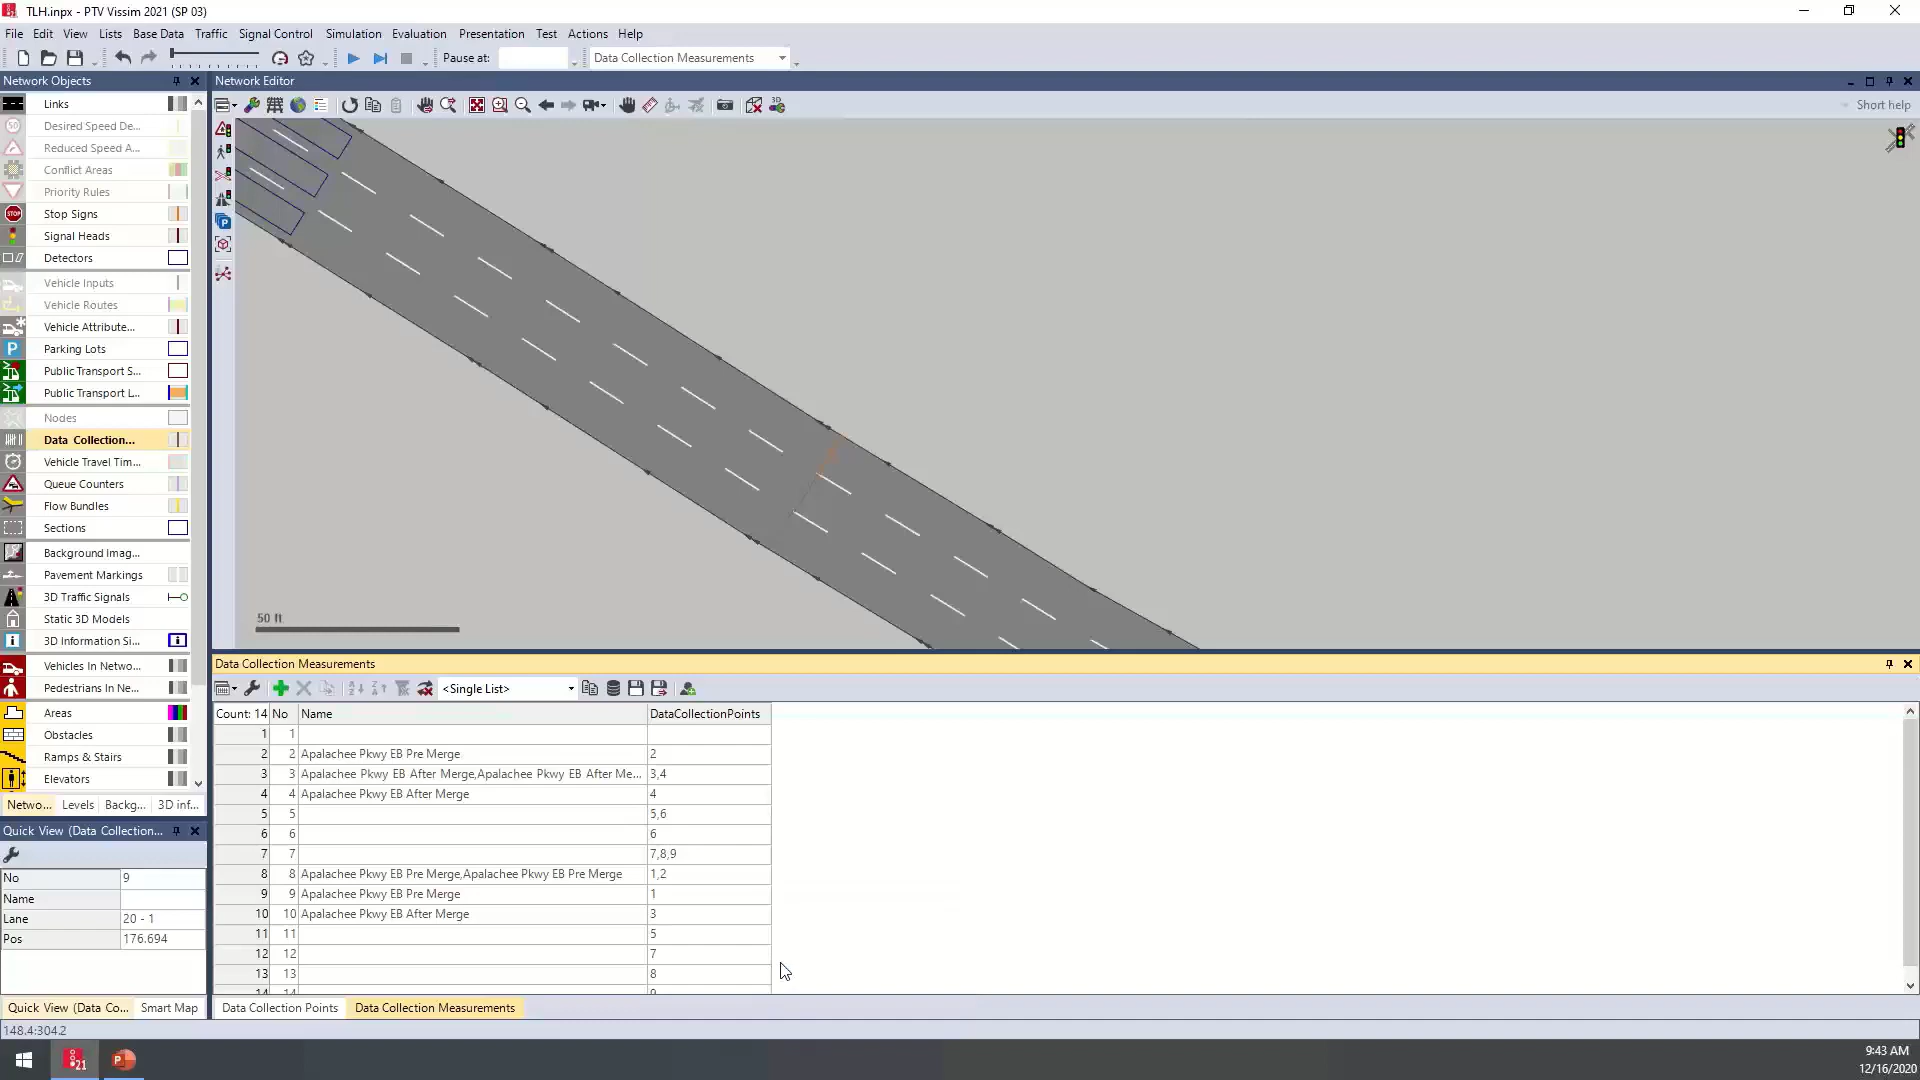 TLH.inpx - PTV Vissim 2021 (SP 03)
File Edit View Lists Base Data Traffic Signal Control Simulation Evaluation Presentation Test Actions Help
Pause at: Data Collection Measurements
Network Objects
Network Editor
Short help
Links
Desired Speed De...
Reduced Speed A...
Conflict Areas
Priority Rules
Stop Signs
Signal Heads
Detectors
Vehicle Inputs
Vehicle Routes
Vehicle Attribute...
Parking Lots
Public Transport S...
Public Transport L...
Nodes
Data Collection...
Vehicle Travel Tim...
Queue Counters
Flow Bundles
Sections
Background Imag...
Pavement Markings
3D Traffic Signals
Static 3D Models
3D Information Si...
Vehicles In Netwo...
Pedestrians In Ne...
Areas
Obstacles
Ramps & Stairs
Elevators
Netwo... Levels Backg... 3D inf...
50 ft
Quick View (Data Collection...
No 9
Name
Lane 20 - 1
Pos 176.694
Quick View (Data Co... Smart Map
Data Collection Measurements
<Single List>
Count: 14 No Name DataCollectionPoints
1 1
2 2 Apalachee Pkwy EB Pre Merge 2
3 3 Apalachee Pkwy EB After Merge,Apalachee Pkwy EB After Me... 3,4
4 4 Apalachee Pkwy EB After Merge 4
5 5 5,6
6 6 6
7 7 7,8,9
8 8 Apalachee Pkwy EB Pre Merge,Apalachee Pkwy EB Pre Merge 1,2
9 9 Apalachee Pkwy EB Pre Merge 1
10 10 Apalachee Pkwy EB After Merge 3
11 11 5
12 12 7
13 13 8
14 14 9
Data Collection Points Data Collection Measurements
148.4:304.2
9:43 AM
12/16/2020